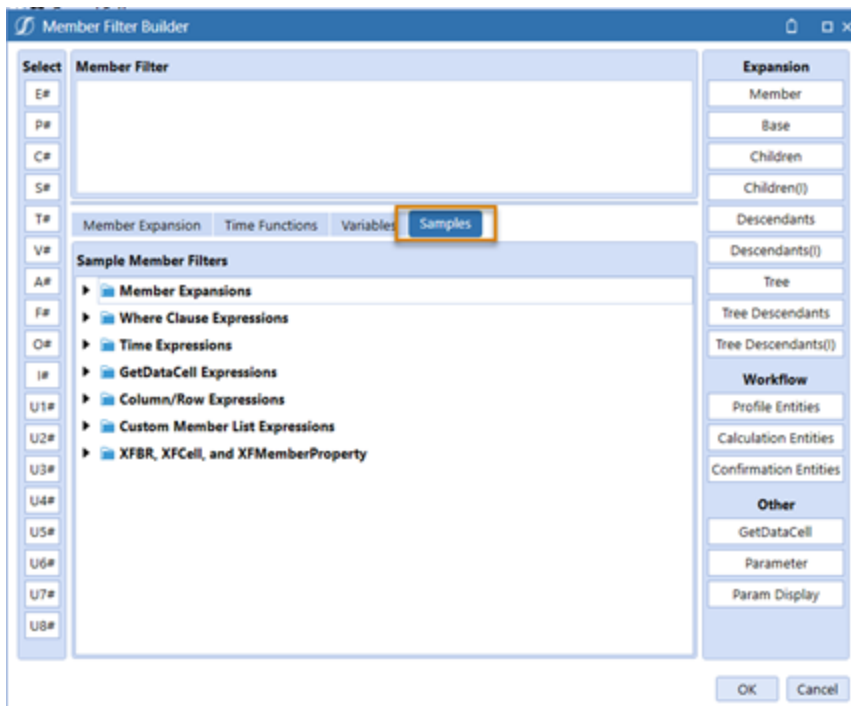 Member Filter Builder
Select
E#
P#
C#
S#
T#
V#
A#
F#
O#
I#
U1#
U2#
U3#
U4#
U5#
U6#
U7#
U8#
Member Filter
Member Expansion Time Functions Variables Samples
Sample Member Filters
Member Expansions
Where Clause Expressions
Time Expressions
GetDataCell Expressions
Column/Row Expressions
Custom Member List Expressions
XFBR, XFCell, and XFMemberProperty
Expansion
Member
Base
Children
Children(I)
Descendants
Descendants(I)
Tree
Tree Descendants
Tree Descendants(I)
Workflow
Profile Entities
Calculation Entities
Confirmation Entities
Other
GetDataCell
Parameter
Param Display
OK Cancel